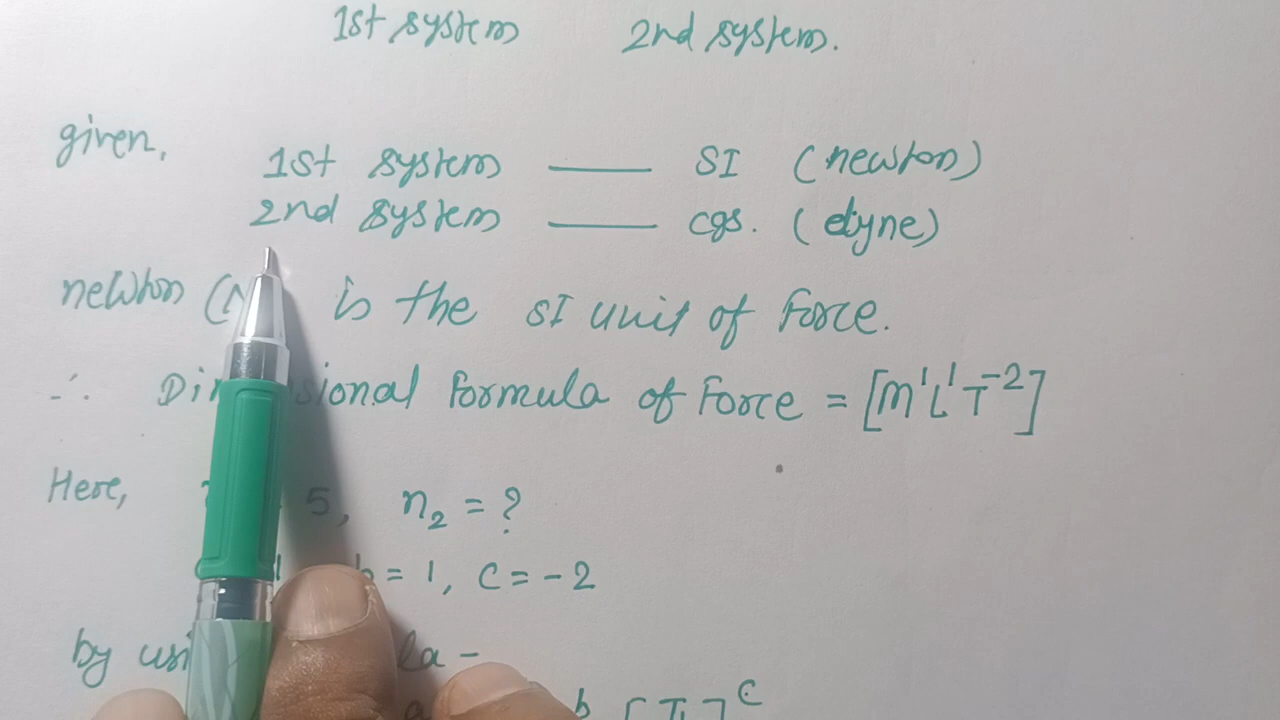 1st system 2nd system.
given,
1st system — SI (newton)
2nd system — cgs. (dyne)
newton ( is the SI unit of Force.
∴ Dimensional Formula of Force = [M¹L¹T⁻²]
Here, 5, n₂ = ?
b = 1, c = -2
by
b [T₁]ᶜ